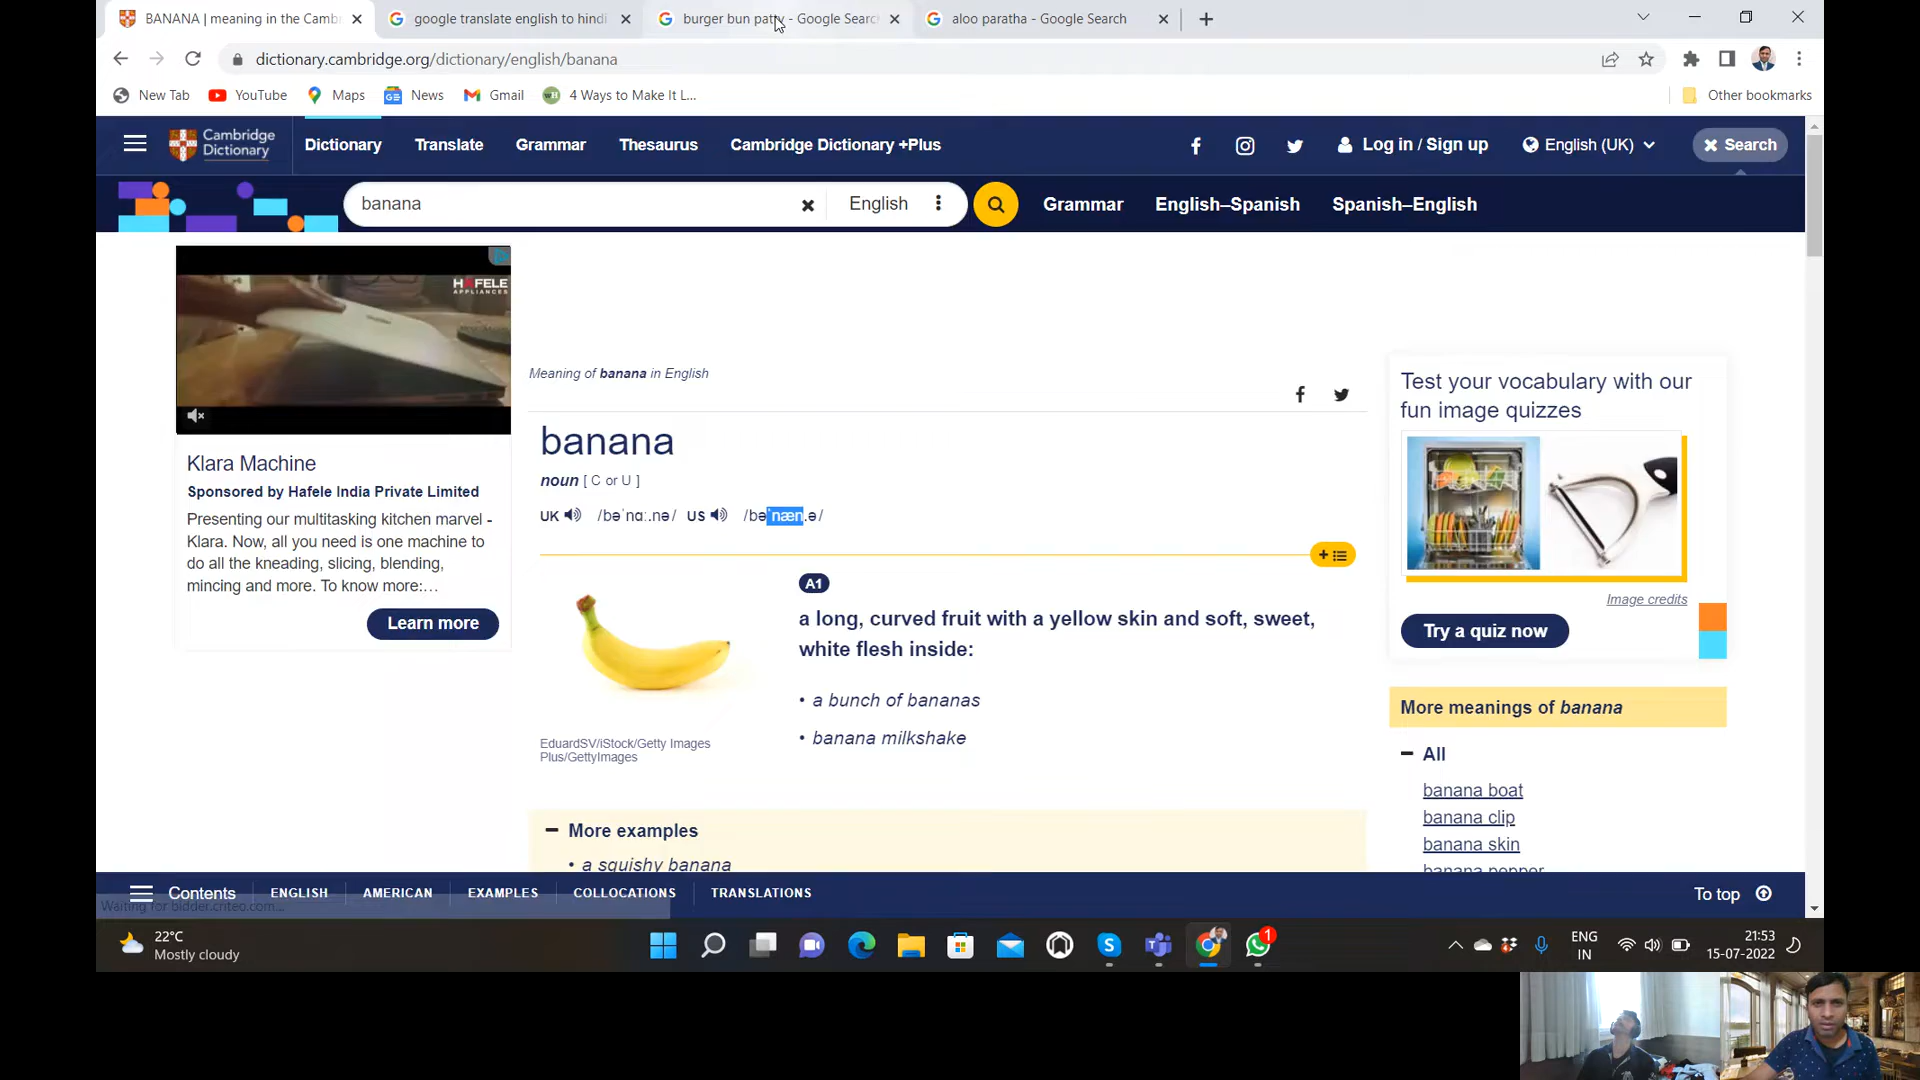 BANANA | meaning in the Camb
google translate english to hindi
burger bun patty - Google Searc
aloo paratha - Google Search
dictionary.cambridge.org/dictionary/english/banana
New Tab
YouTube
Maps
News
Gmail
4 Ways to Make It L...
Other bookmarks
Cambridge Dictionary
Dictionary
Translate
Grammar
Thesaurus
Cambridge Dictionary +Plus
Log in / Sign up
English (UK)
Search
banana
English
Grammar
English–Spanish
Spanish–English
HAFELE
APPLIANCES
Klara Machine
Sponsored by Hafele India Private Limited
Presenting our multitasking kitchen marvel -
Klara. Now, all you need is one machine to
do all the kneading, slicing, blending,
mincing and more. To know more:...
Learn more
Meaning of banana in English
banana
noun [ C or U ]
UK /bəˈnɑː.nə/ US /bəˈnæn.ə/
A1
a long, curved fruit with a yellow skin and soft, sweet,
white flesh inside:
• a bunch of bananas
• banana milkshake
EduardSV/iStock/Getty Images
Plus/GettyImages
More examples
• a squishy banana
Test your vocabulary with our
fun image quizzes
Image credits
Try a quiz now
More meanings of banana
All
banana boat
banana clip
banana skin
banana pepper
Contents
ENGLISH
AMERICAN
EXAMPLES
COLLOCATIONS
TRANSLATIONS
To top
Waiting for bidder.criteo.com...
22°C
Mostly cloudy
1
ENG
IN
21:53
15-07-2022